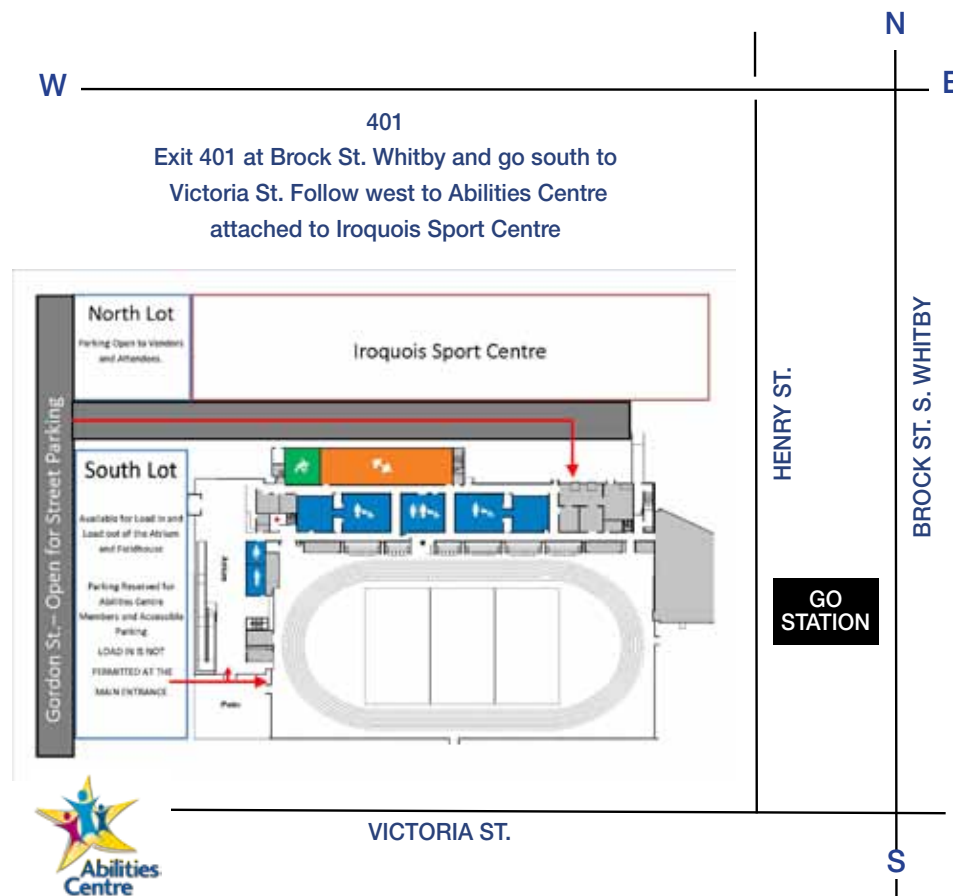 N
W
E
401
Exit 401 at Brock St. Whitby and go south to
Victoria St. Follow west to Abilities Centre
attached to Iroquois Sport Centre
North Lot
Parking Open to Vendors
and Attendees.
Iroquois Sport Centre
Gordon St.– Open for Street Parking
South Lot
Available for Load in and
Load out of the Atrium
and Fieldhouse
Parking Reserved for
Abilities Centre
Members and Accessible
Parking
LOAD IN IS NOT
PERMITTED AT THE
MAIN ENTRANCE
Atrium
Patio
HENRY ST.
BROCK ST. S. WHITBY
GO
STATION
VICTORIA ST.
S
Abilities
Centre